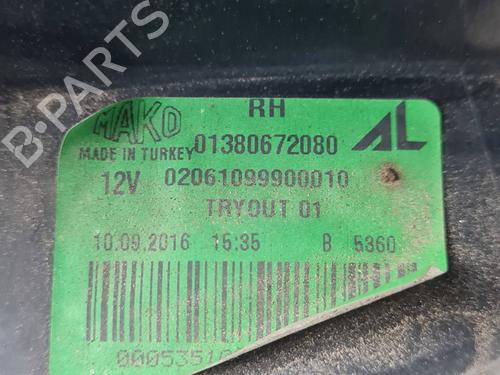 RH
MAKO 01380672080 AL
MADE IN TURKEY
12V 02061099900010
TRYOUT 01
10.09.2016 15:35 B 5360
B-PARTS